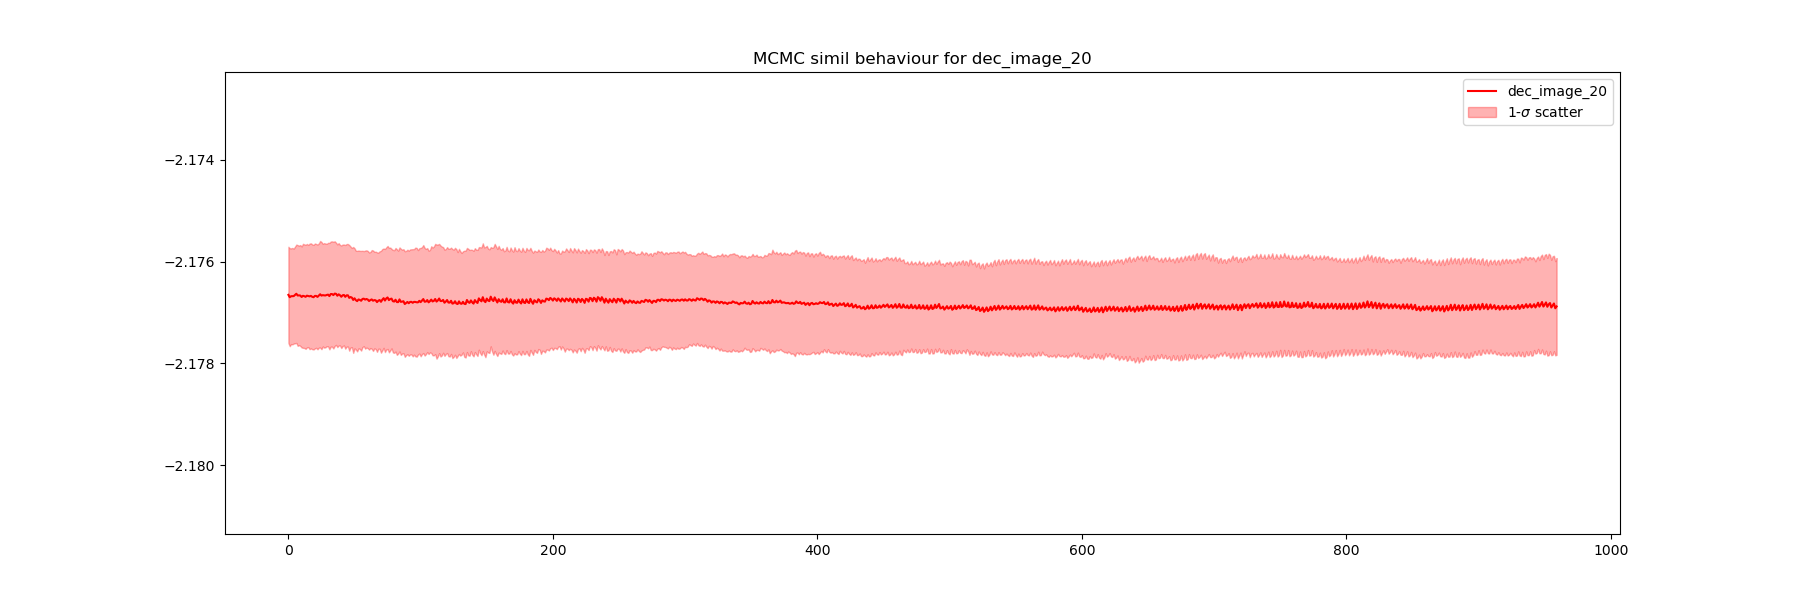 MCMC simil behaviour for dec_image_20
dec_image_20
1-σ scatter
−2.174
−2.176
−2.178
−2.180
0 200 400 600 800 1000